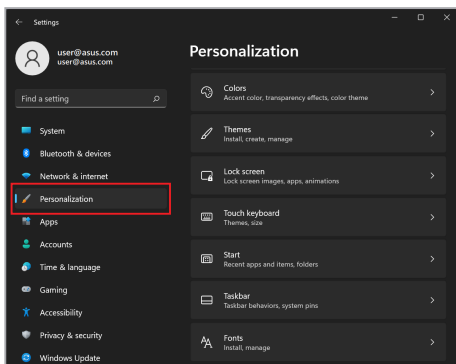 Settings
user@asus.com
user@asus.com
Find a setting
System
Bluetooth & devices
Network & internet
Personalization
Apps
Accounts
Time & language
Gaming
Accessibility
Privacy & security
Windows Update
Personalization
Colors
Accent color, transparency effects, color theme
Themes
Install, create, manage
Lock screen
Lock screen images, apps, animations
Touch keyboard
Themes, size
Start
Recent apps and items, folders
Taskbar
Taskbar behaviors, system pins
Fonts
Install, manage